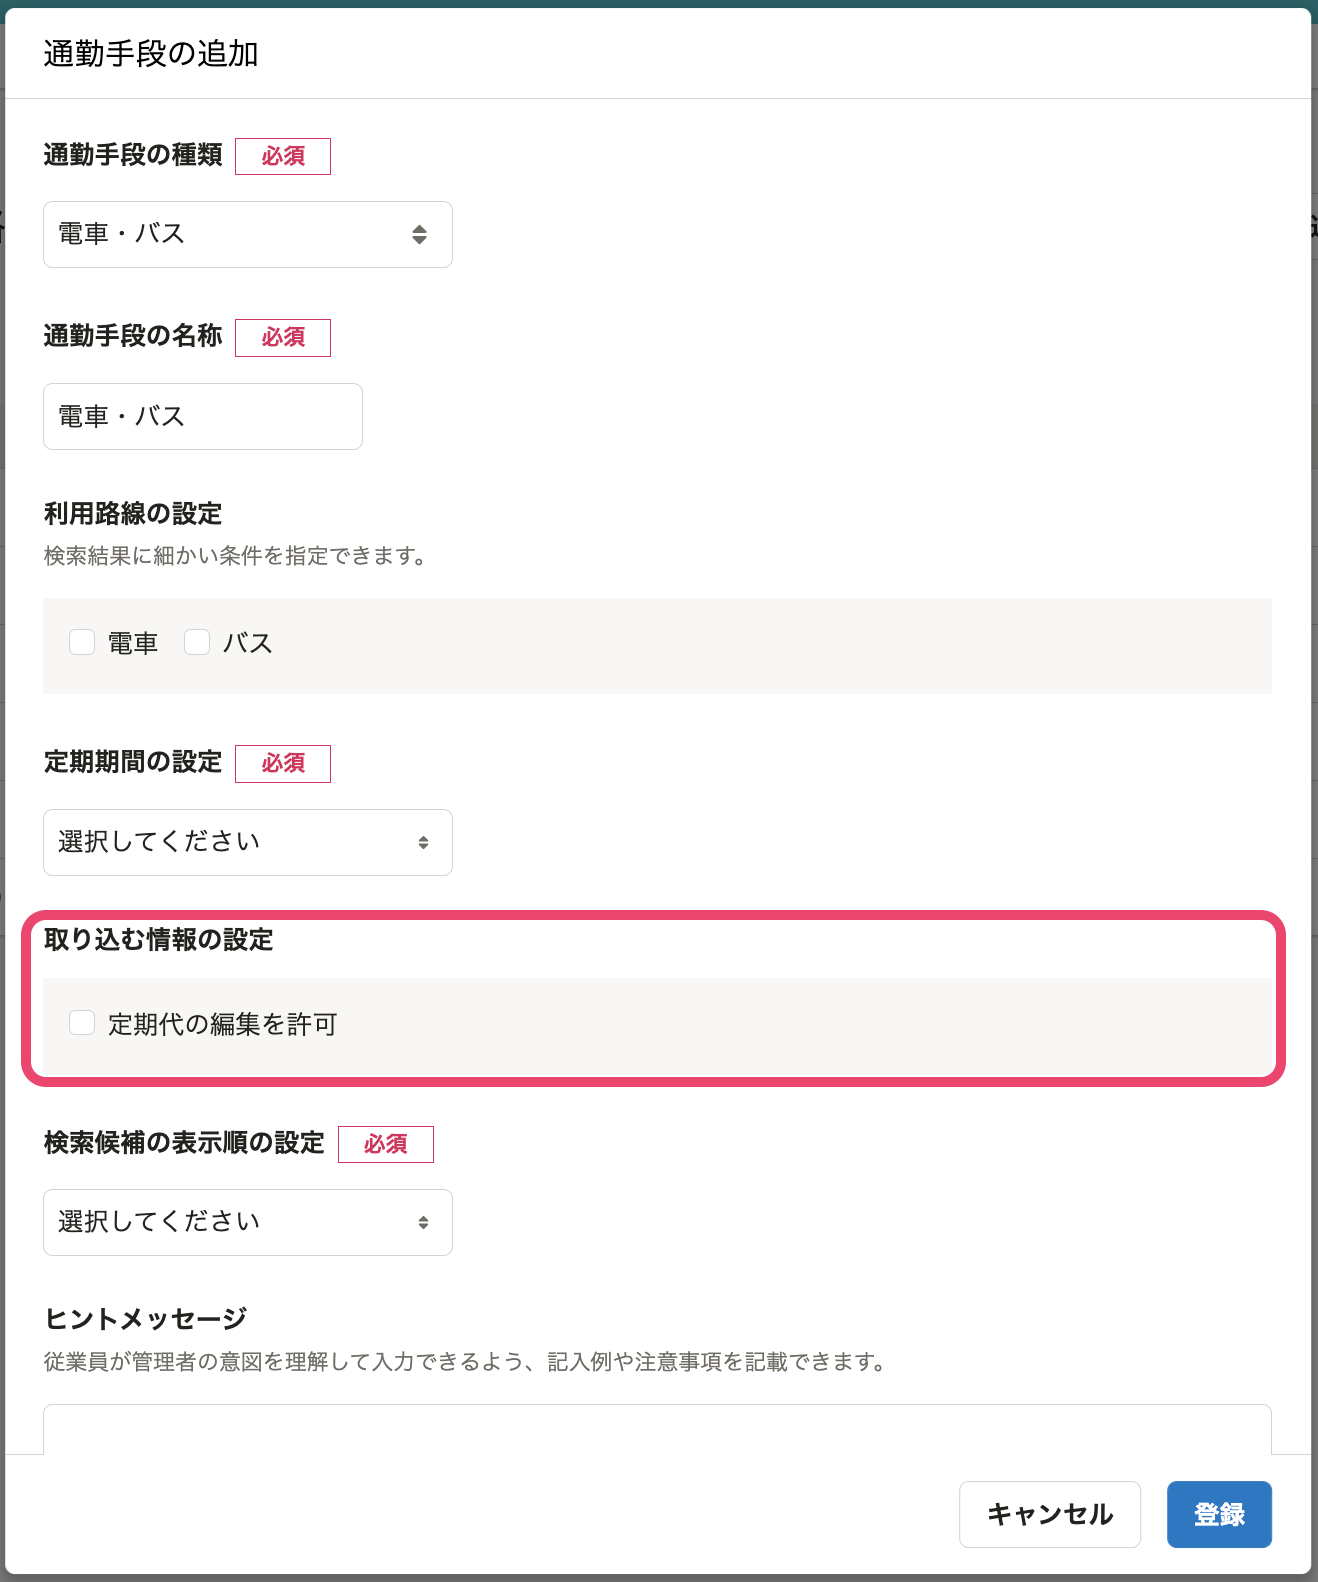 通勤手段の追加
通勤手段の種類 必須
電車・バス
通勤手段の名称 必須
電車・バス
利用路線の設定
検索結果に細かい条件を指定できます。
電車 バス
定期期間の設定 必須
選択してください
取り込む情報の設定
定期代の編集を許可
検索候補の表示順の設定 必須
選択してください
ヒントメッセージ
従業員が管理者の意図を理解して入力できるよう、記入例や注意事項を記載できます。
キャンセル 登録